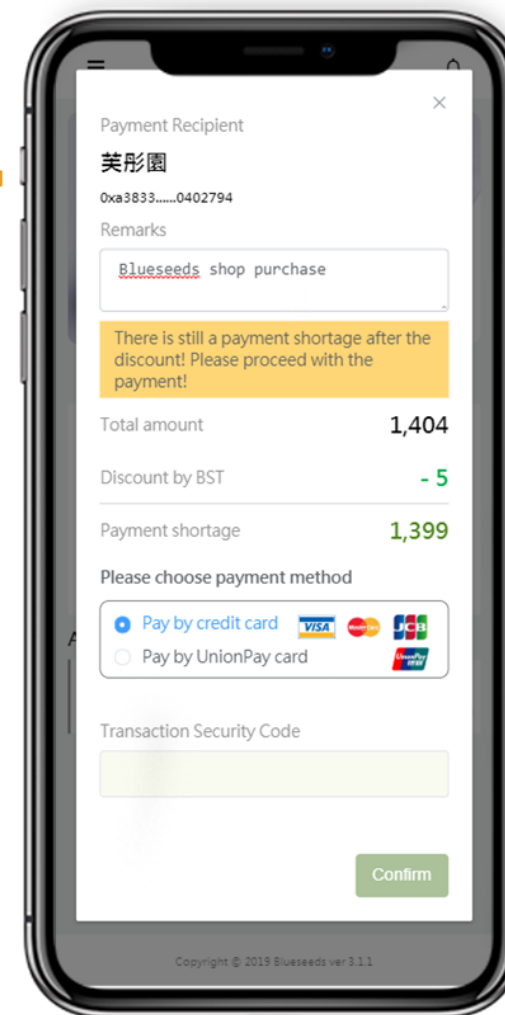 Payment Recipient
芙彤園
0xa3833......0402794
Remarks
Blueseeds shop purchase
There is still a payment shortage after the
discount! Please proceed with the
payment!
Total amount 1,404
Discount by BST - 5
Payment shortage 1,399
Please choose payment method
Pay by credit card VISA MasterCard JCB
Pay by UnionPay card UnionPay 银联
Transaction Security Code
Confirm
A
Copyright © 2019 Blueseeds ver 3.1.1